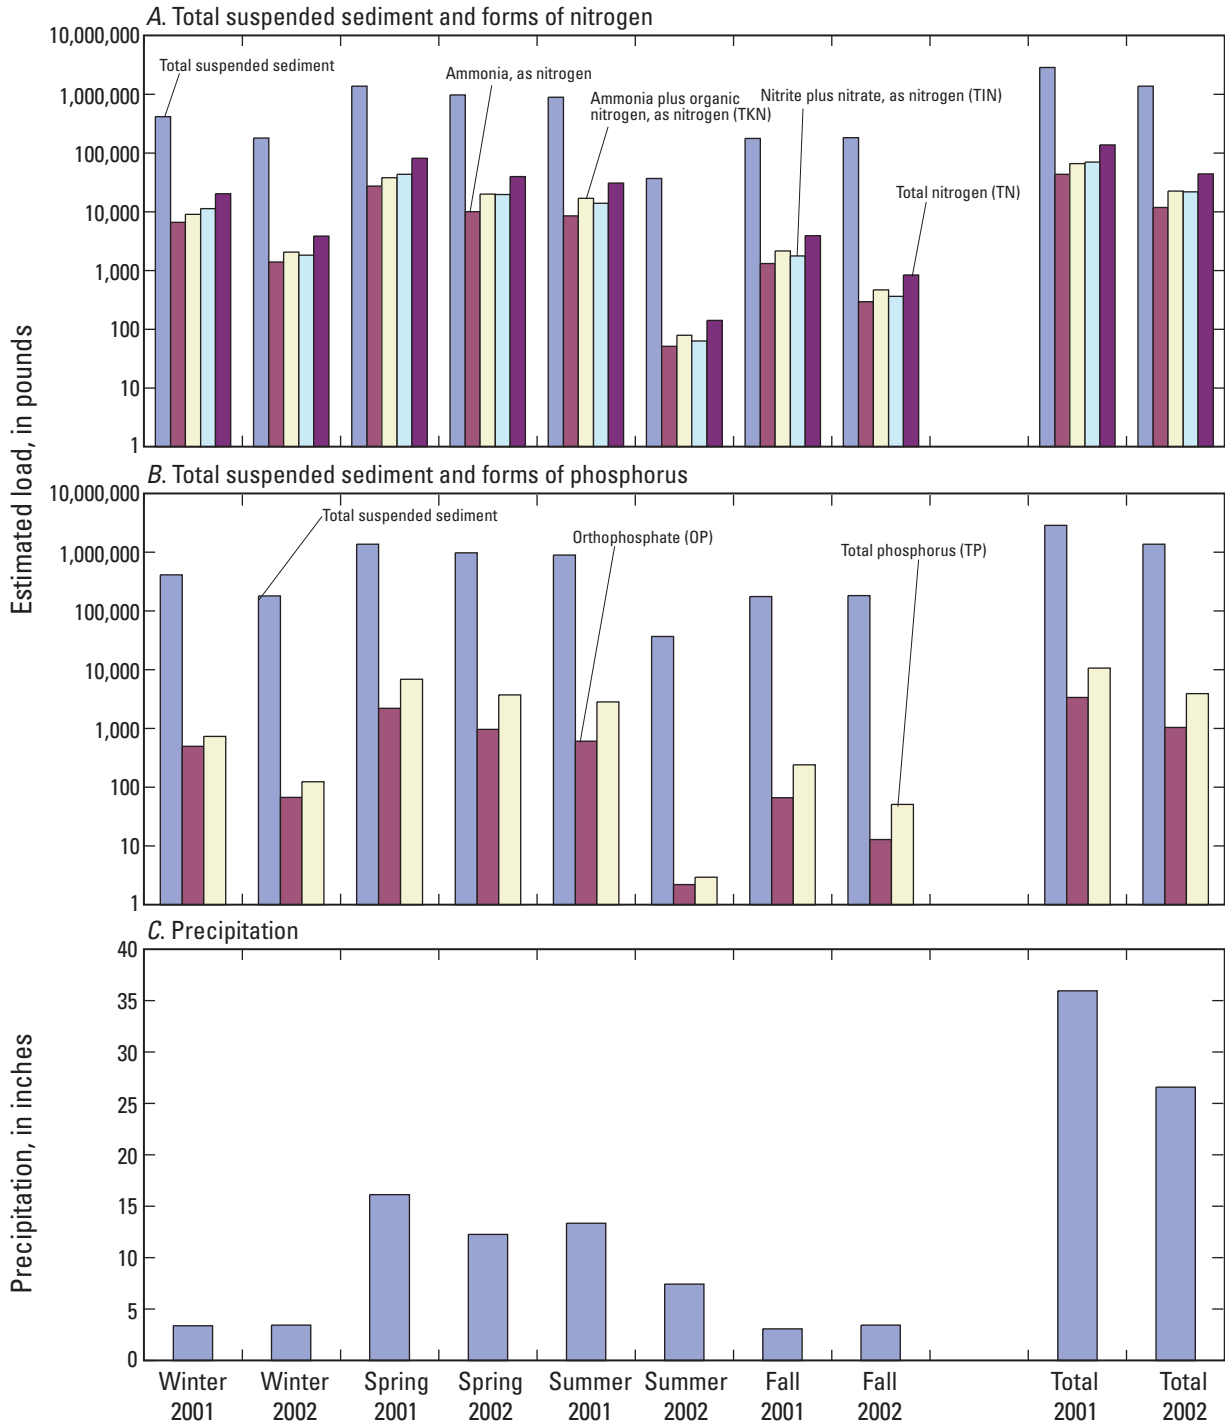 A. Total suspended sediment and forms of nitrogen
10,000,000
1,000,000
100,000
10,000
1,000
100
10
1
Total suspended sediment
Ammonia, as nitrogen
Ammonia plus organic
nitrogen, as nitrogen (TKN)
Nitrite plus nitrate, as nitrogen (TIN)
Total nitrogen (TN)
Estimated load, in pounds
B. Total suspended sediment and forms of phosphorus
10,000,000
1,000,000
100,000
10,000
1,000
100
10
1
Total suspended sediment
Orthophosphate (OP)
Total phosphorus (TP)
C. Precipitation
40
35
30
25
20
15
10
5
0
Precipitation, in inches
Winter Winter Spring Spring Summer Summer Fall Fall Total Total
2001 2002 2001 2002 2001 2002 2001 2002 2001 2002